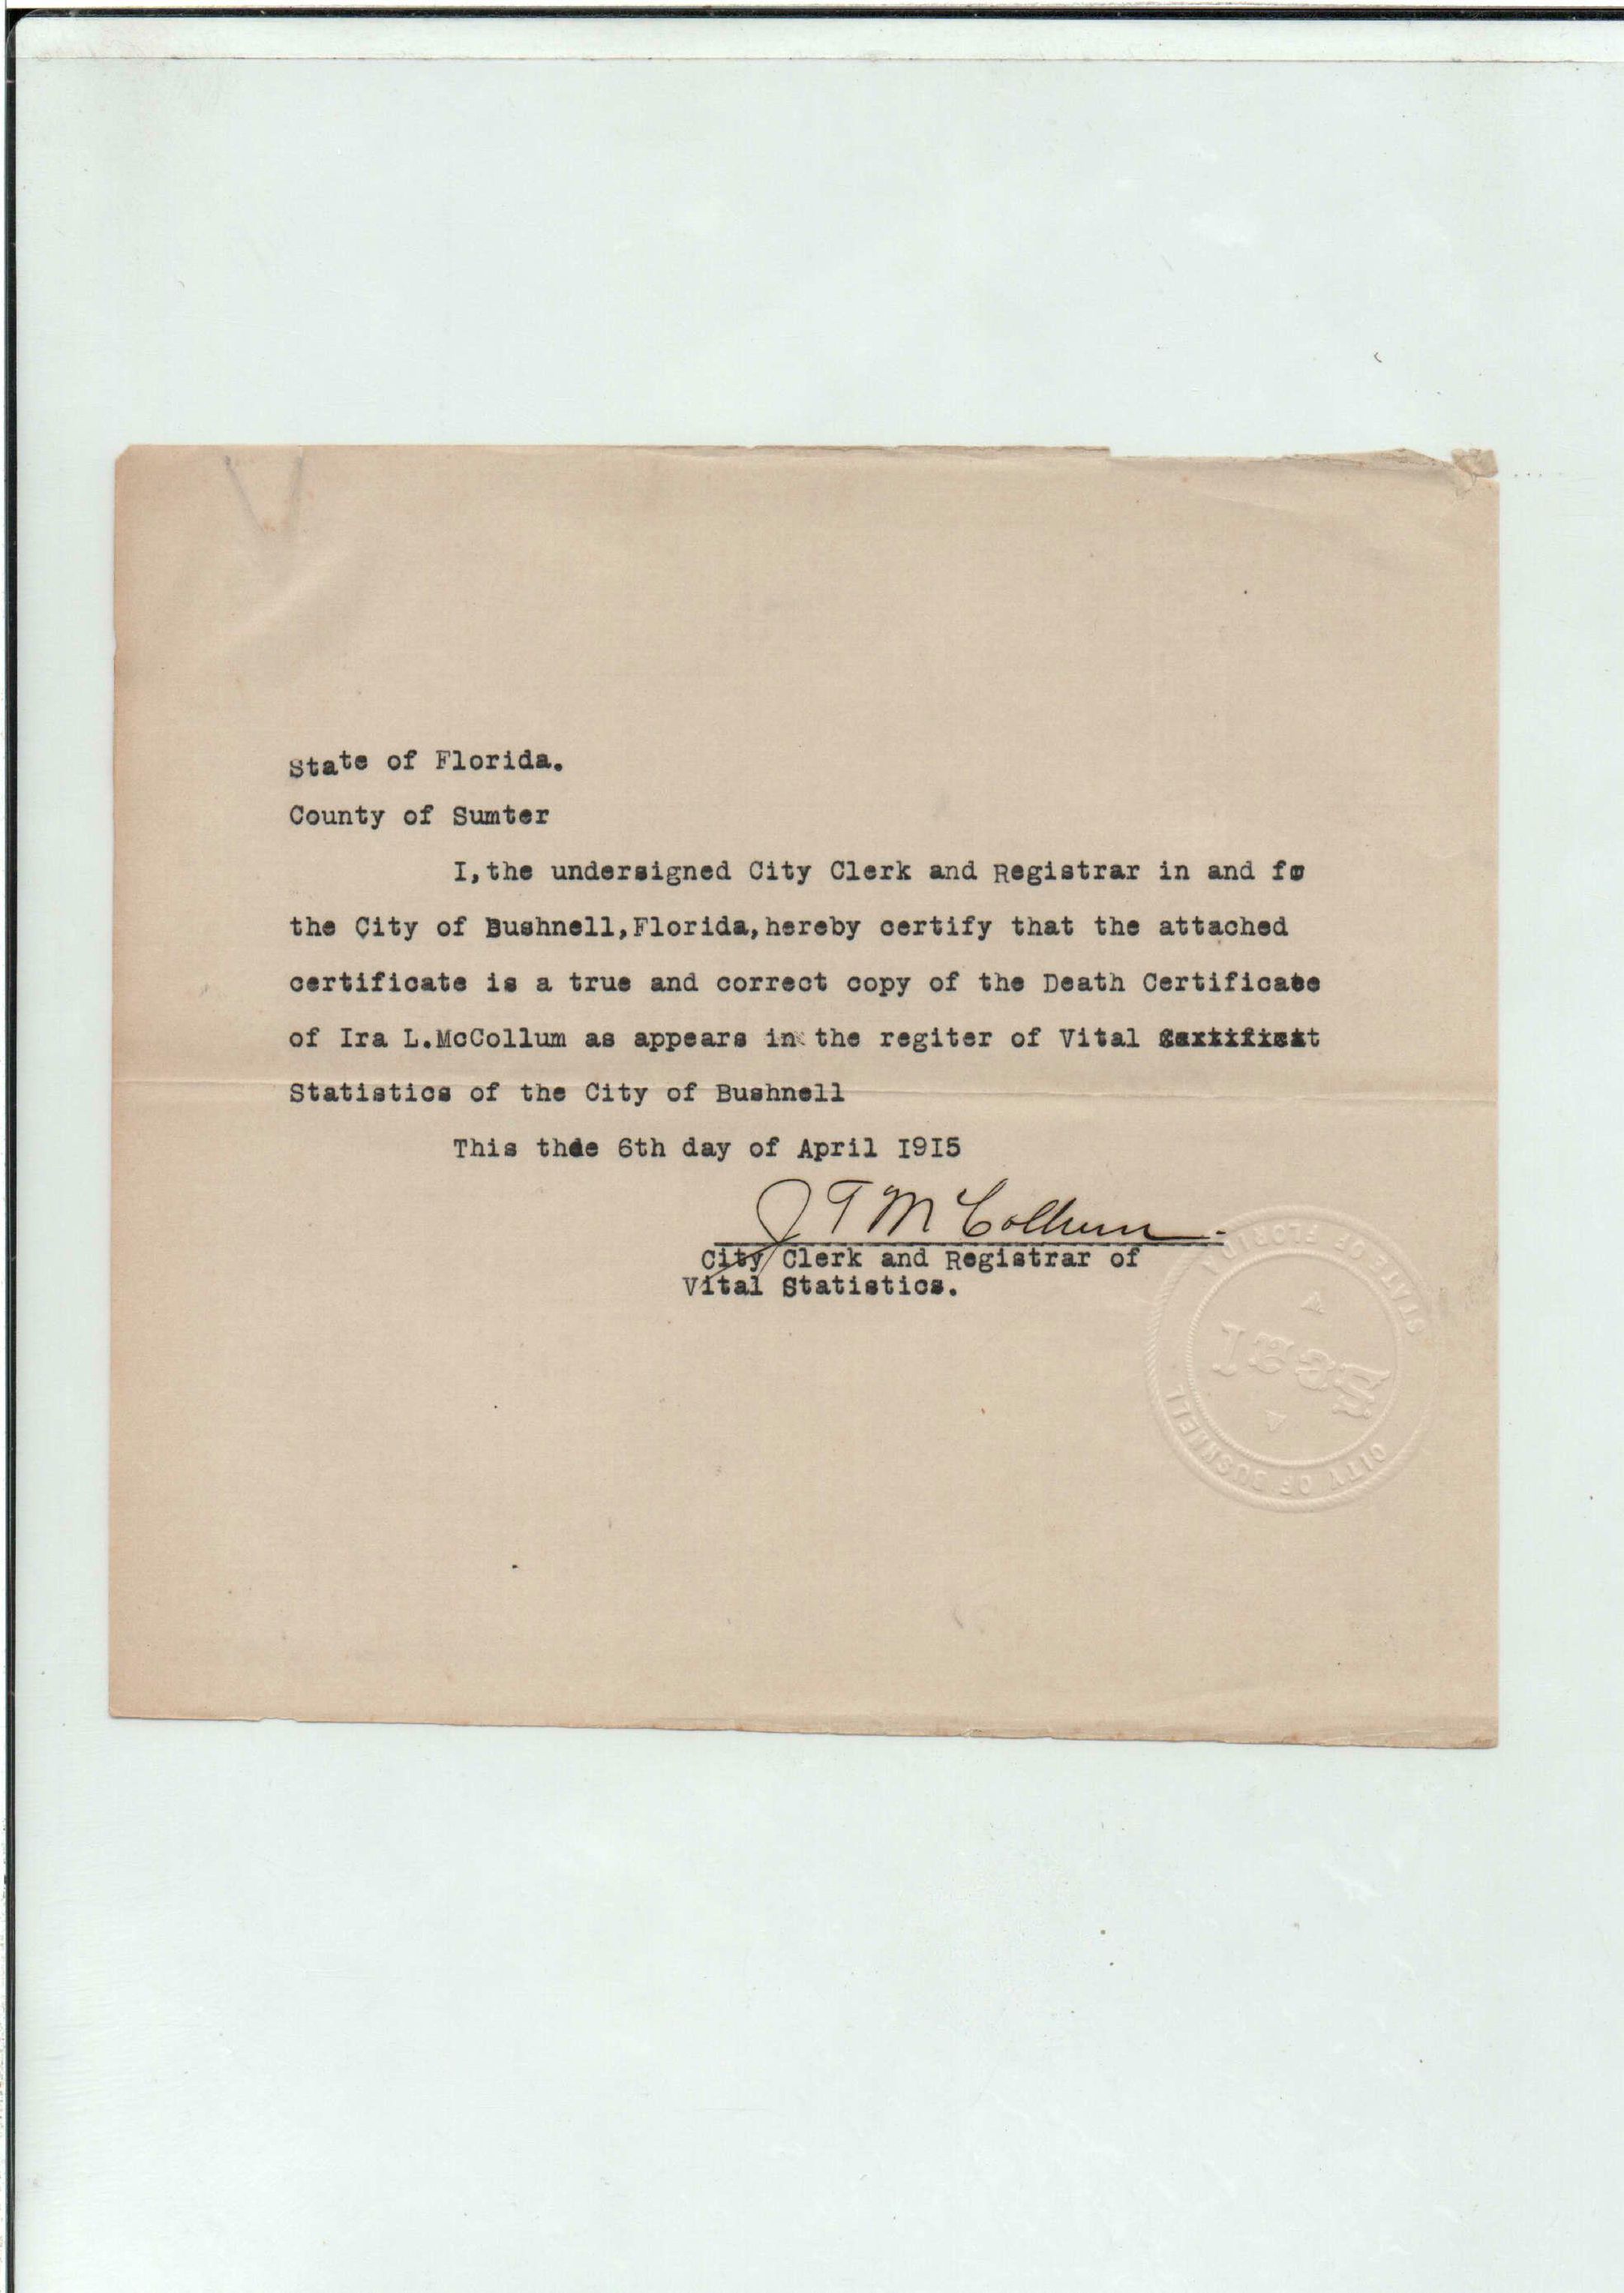 State of Florida.
County of Sumter
I,the undersigned City Clerk and Registrar in and fo
the City of Bushnell,Florida,hereby certify that the attached
certificate is a true and correct copy of the Death Certificate
of Ira L.McCollum as appears in the regiter of Vital
Statistics of the City of Bushnell
This the 6th day of April 1915
J T McCollum
City Clerk and Registrar of
Vital Statistics.
STATE OF FLORIDA
CITY OF BUSHNELL